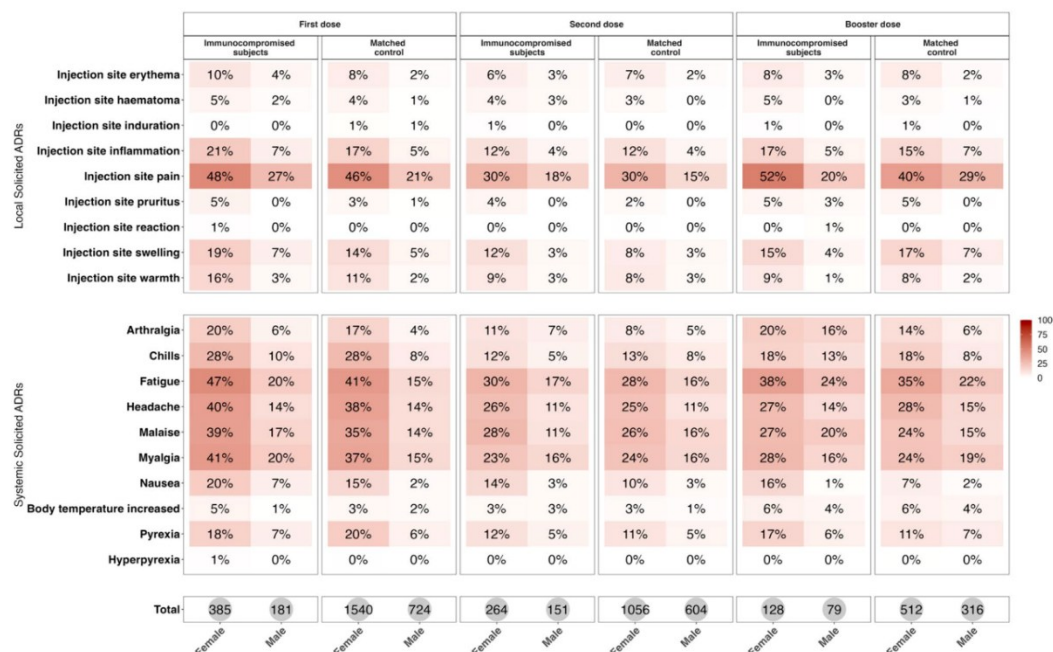 First dose Second dose Booster dose
Immunocompromised subjects Matched control Immunocompromised subjects Matched control Immunocompromised subjects Matched control
Local Solicited ADRs
Injection site erythema 10% 4% 8% 2% 6% 3% 7% 2% 8% 3% 8% 2%
Injection site haematoma 5% 2% 4% 1% 4% 3% 3% 0% 5% 0% 3% 1%
Injection site induration 0% 0% 1% 1% 1% 0% 0% 0% 1% 0% 1% 0%
Injection site inflammation 21% 7% 17% 5% 12% 4% 12% 4% 17% 5% 15% 7%
Injection site pain 48% 27% 46% 21% 30% 18% 30% 15% 52% 20% 40% 29%
Injection site pruritus 5% 0% 3% 1% 4% 0% 2% 0% 5% 3% 5% 0%
Injection site reaction 1% 0% 0% 0% 0% 0% 0% 0% 0% 1% 0% 0%
Injection site swelling 19% 7% 14% 5% 12% 3% 8% 3% 15% 4% 17% 7%
Injection site warmth 16% 3% 11% 2% 9% 3% 8% 3% 9% 1% 8% 2%
Systemic Solicited ADRs
Arthralgia 20% 6% 17% 4% 11% 7% 8% 5% 20% 16% 14% 6%
Chills 28% 10% 28% 8% 12% 5% 13% 8% 18% 13% 18% 8%
Fatigue 47% 20% 41% 15% 30% 17% 28% 16% 38% 24% 35% 22%
Headache 40% 14% 38% 14% 26% 11% 25% 11% 27% 14% 28% 15%
Malaise 39% 17% 35% 14% 28% 11% 26% 16% 27% 20% 24% 15%
Myalgia 41% 20% 37% 15% 23% 16% 24% 16% 28% 16% 24% 19%
Nausea 20% 7% 15% 2% 14% 3% 10% 3% 16% 1% 7% 2%
Body temperature increased 5% 1% 3% 2% 3% 3% 3% 1% 6% 4% 6% 4%
Pyrexia 18% 7% 20% 6% 12% 5% 11% 5% 17% 6% 11% 7%
Hyperpyrexia 1% 0% 0% 0% 0% 0% 0% 0% 0% 0% 0% 0%
100
75
50
25
0
Total 385 181 1540 724 264 151 1056 604 128 79 512 316
Female Male Female Male Female Male Female Male Female Male Female Male